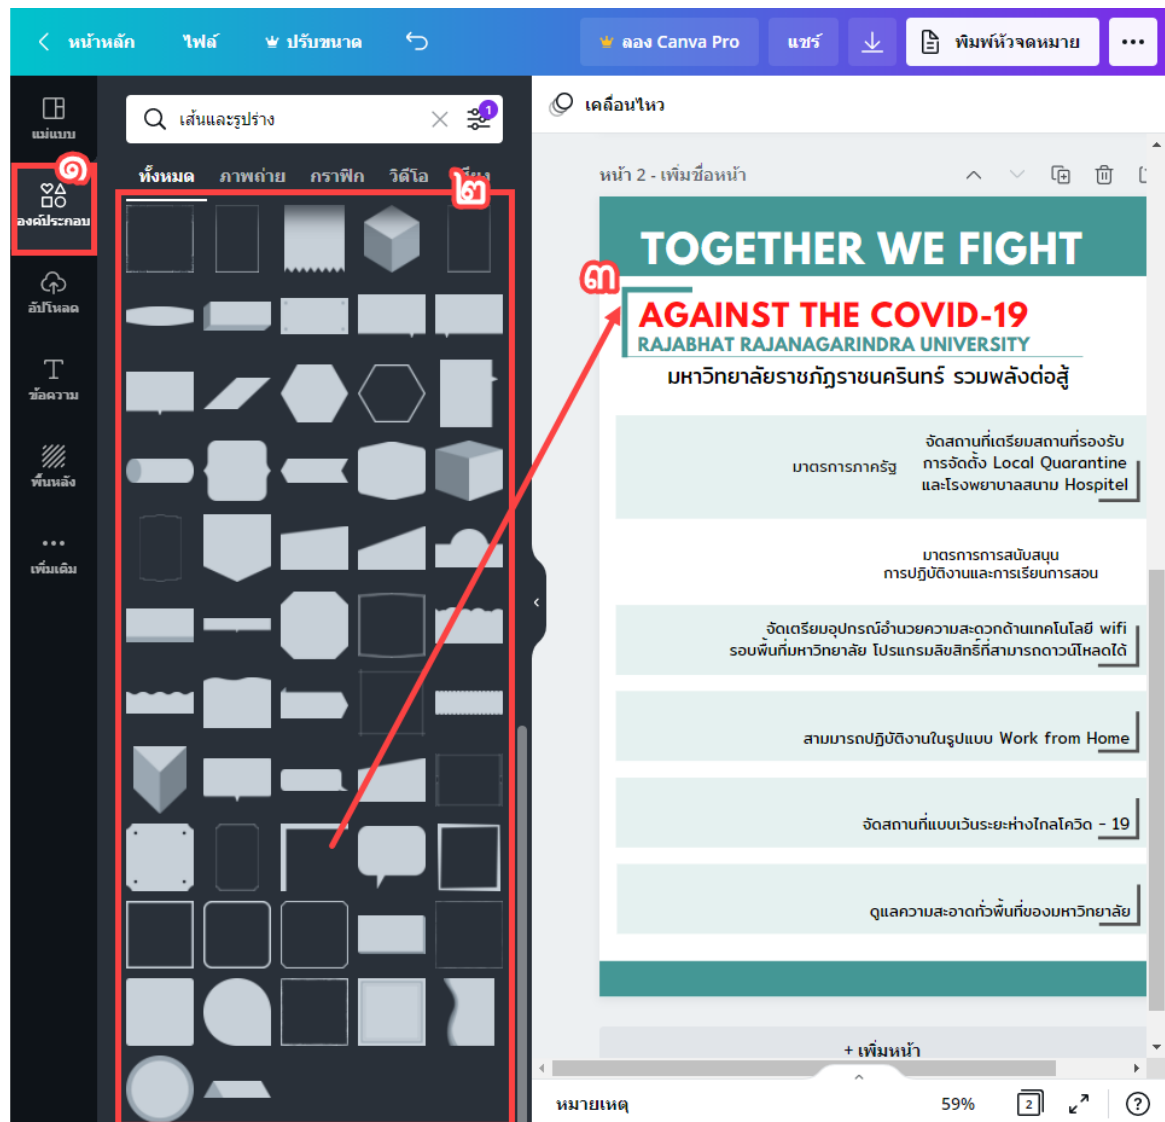 หน้าหลัก ไฟล์ ปรับขนาด ลอง Canva Pro แชร์ พิมพ์หัวจดหมาย
แม่แบบ
๑
องค์ประกอบ
อัปโหลด
ข้อความ
พื้นหลัง
เพิ่มเติม
เส้นและรูปร่าง 1
ทั้งหมด ภาพถ่าย กราฟิก วิดีโอ
๒
เคลื่อนไหว
หน้า 2 - เพิ่มชื่อหน้า
TOGETHER WE FIGHT
๓
AGAINST THE COVID-19
RAJABHAT RAJANAGARINDRA UNIVERSITY
มหาวิทยาลัยราชภัฏราชนครินทร์ รวมพลังต่อสู้
มาตรการภาครัฐ
จัดสถานที่เตรียมสถานที่รองรับ
การจัดตั้ง Local Quarantine
และโรงพยาบาลสนาม Hospitel
มาตรการการสนับสนุน
การปฏิบัติงานและการเรียนการสอน
จัดเตรียมอุปกรณ์อำนวยความสะดวกด้านเทคโนโลยี wifi
รอบพื้นที่มหาวิทยาลัย โปรแกรมลิขสิทธิ์ที่สามารถดาวน์โหลดได้
สามมารถปฏิบัติงานในรูปแบบ Work from Home
จัดสถานที่แบบเว้นระยะห่างไกลโควิด - 19
ดูแลความสะอาดทั่วพื้นที่ของมหาวิทยาลัย
+ เพิ่มหน้า
หมายเหตุ 59% 2 ?